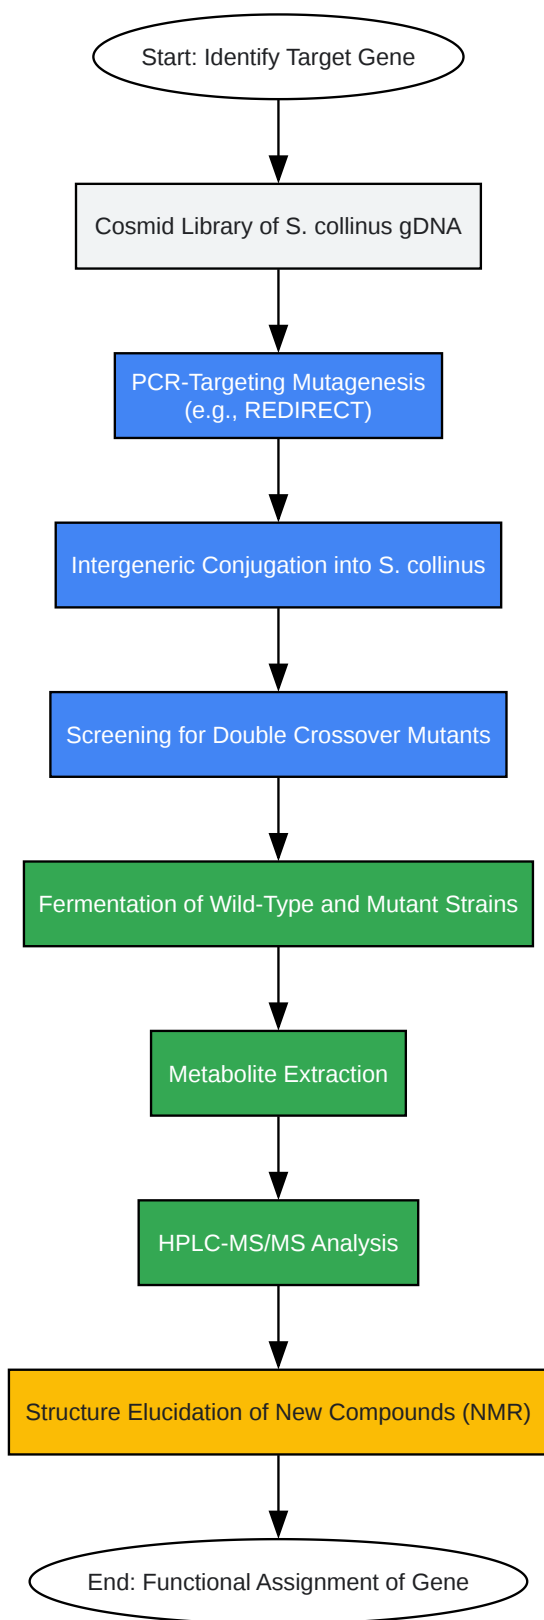 Start: Identify Target Gene
Cosmid Library of S. collinus gDNA
PCR-Targeting Mutagenesis
(e.g., REDIRECT)
Intergeneric Conjugation into S. collinus
Screening for Double Crossover Mutants
Fermentation of Wild-Type and Mutant Strains
Metabolite Extraction
HPLC-MS/MS Analysis
Structure Elucidation of New Compounds (NMR)
End: Functional Assignment of Gene